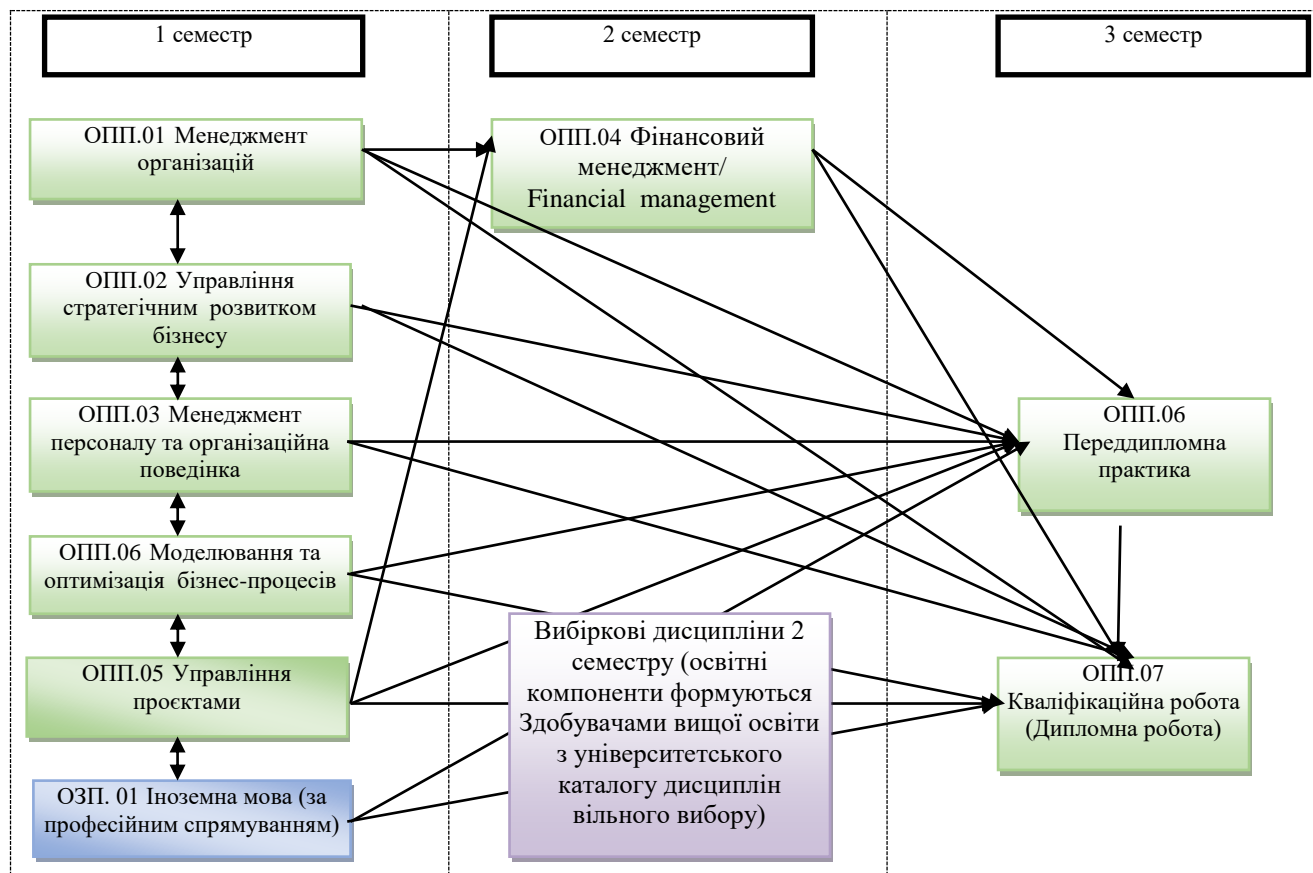 1 семестр
2 семестр
3 семестр
ОПП.01 Менеджмент
організацій
ОПП.02 Управління
стратегічним розвитком
бізнесу
ОПП.03 Менеджмент
персоналу та організаційна
поведінка
ОПП.06 Моделювання та
оптимізація бізнес-процесів
ОПП.05 Управління
проєктами
ОЗП. 01 Іноземна мова (за
професійним спрямуванням)
ОПП.04 Фінансовий
менеджмент/
Financial management
Вибіркові дисципліни 2
семестру (освітні
компоненти формуються
Здобувачами вищої освіти
з університетського
каталогу дисциплін
вільного вибору)
ОПП.06
Переддипломна
практика
ОПП.07
Кваліфікаційна робота
(Дипломна робота)